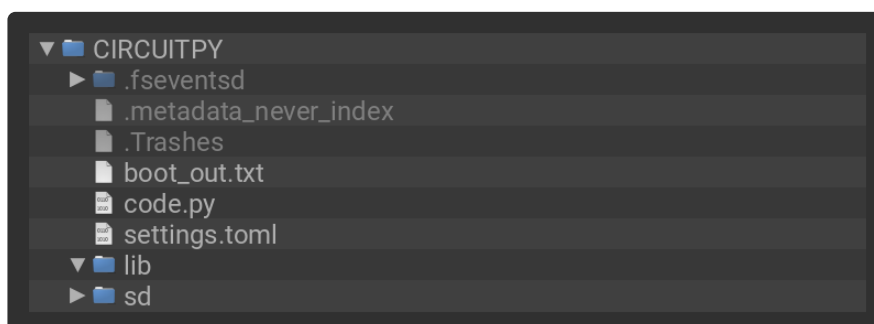 CIRCUITPY
.fseventsd
.metadata_never_index
.Trashes
boot_out.txt
code.py
settings.toml
lib
sd